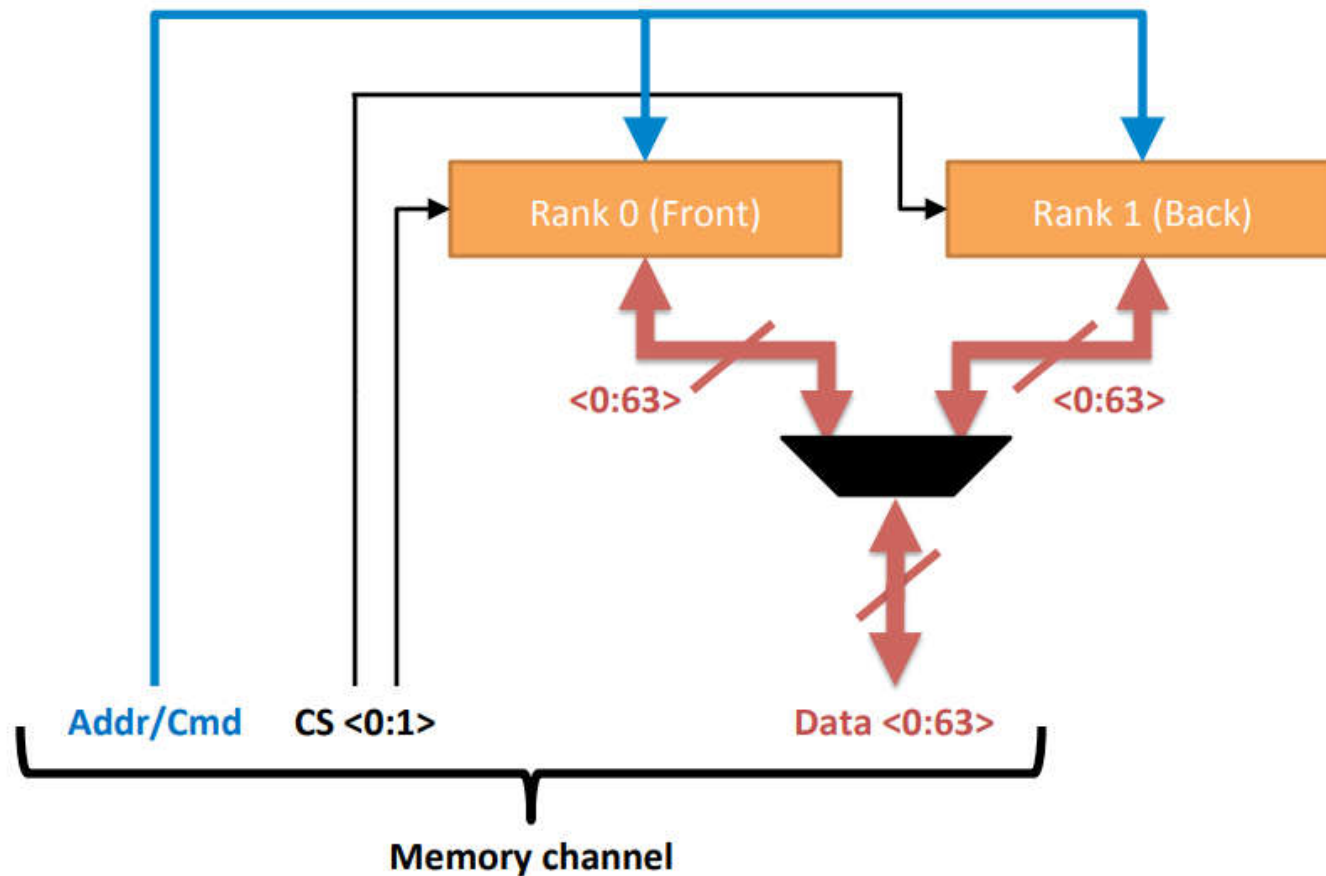 Rank 0 (Front)
Rank 1 (Back)
<0:63>
<0:63>
Addr/Cmd
CS <0:1>
Data <0:63>
Memory channel